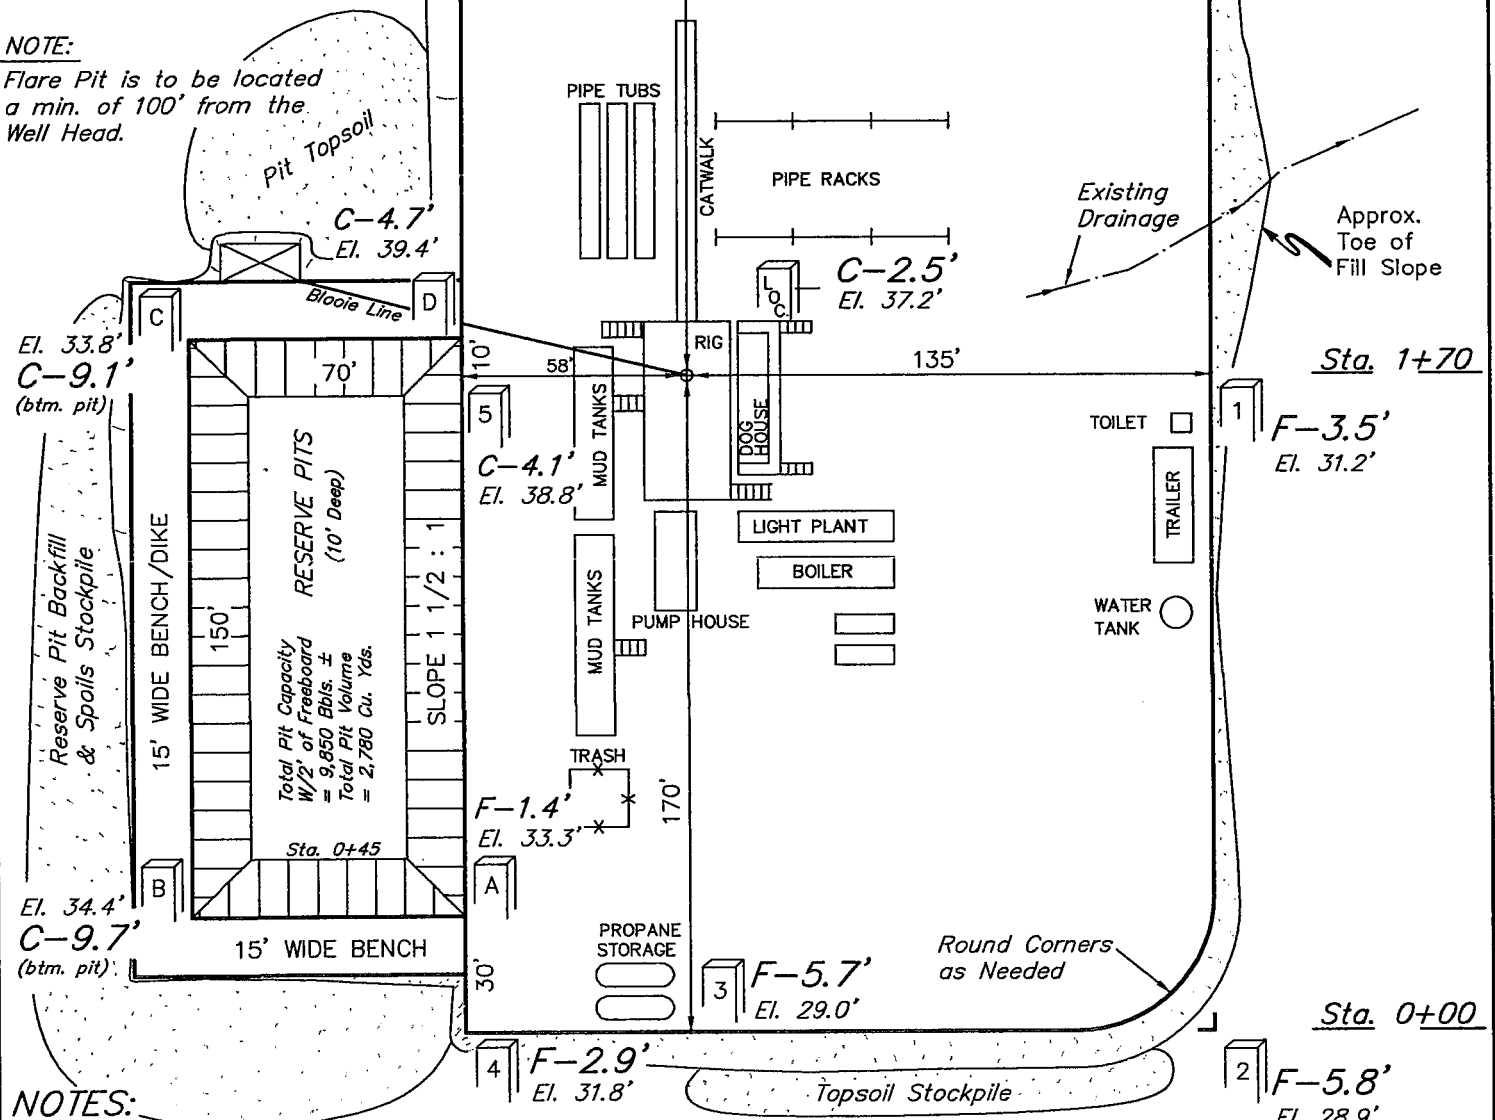 NOTE:
Flare Pit is to be located
a min. of 100' from the
Well Head.
Pit Topsoil
C-4.7'
El. 39.4'
PIPE TUBS
CATWALK
PIPE RACKS
Existing
Drainage
Approx.
Toe of
Fill Slope
C
Blooie Line
D
L
O
C.
C-2.5'
El. 37.2'
El. 33.8'
C-9.1'
(btm. pit)
70'
10'
58'
RIG
135'
Sta. 1+70
5
C-4.1'
El. 38.8'
MUD TANKS
DOG
HOUSE
TOILET
1
F-3.5'
El. 31.2'
TRAILER
Reserve Pit Backfill
& Spoils Stockpile
15' WIDE BENCH/DIKE
150'
RESERVE PITS
(10' Deep)
SLOPE 1 1/2 : 1
Total Pit Capacity
W/2' of Freeboard
= 9,850 Bbls. ±
Total Pit Volume
= 2,780 Cu. Yds.
LIGHT PLANT
BOILER
MUD TANKS
PUMP HOUSE
WATER
TANK
TRASH
170'
F-1.4'
El. 33.3'
Sta. 0+45
B
A
El. 34.4'
C-9.7'
(btm. pit)
15' WIDE BENCH
30'
PROPANE
STORAGE
3
F-5.7'
El. 29.0'
Round Corners
as Needed
Sta. 0+00
4
F-2.9'
El. 31.8'
Topsoil Stockpile
2
F-5.8'
El. 28.9'
NOTES: